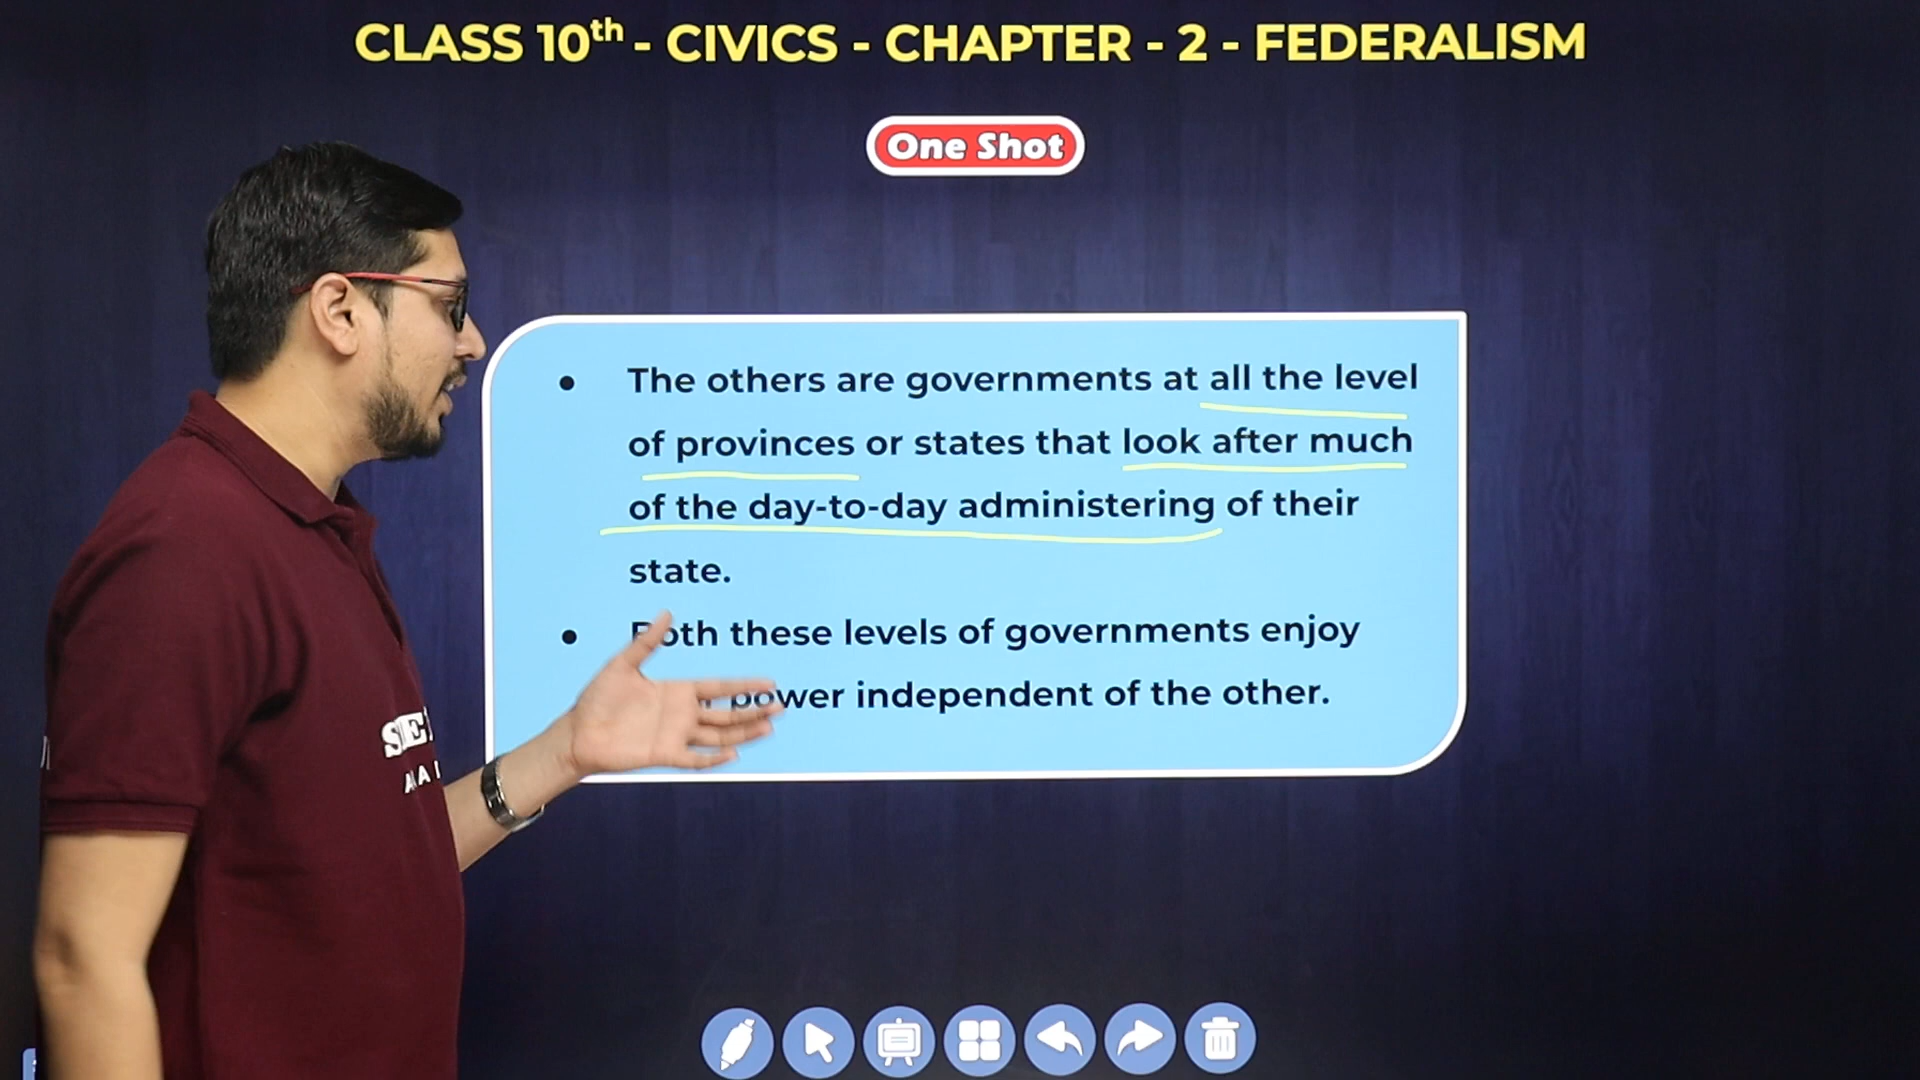 CLASS 10th - CIVICS - CHAPTER - 2 - FEDERALISM
One Shot
• The others are governments at all the level
of provinces or states that look after much
of the day-to-day administering of their
state.
• Both these levels of governments enjoy
power independent of the other.